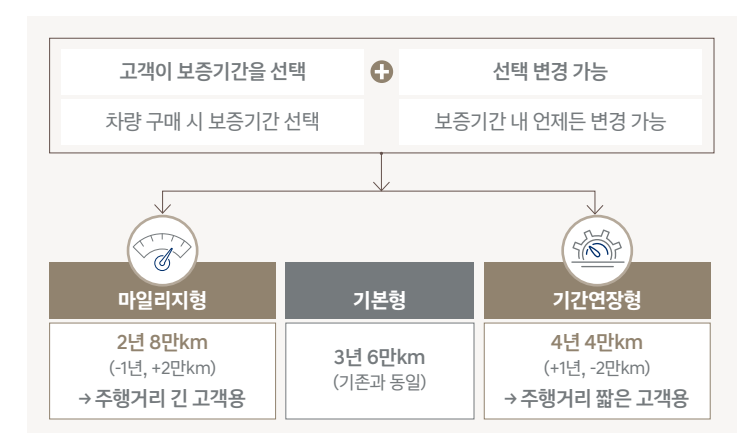 고객이 보증기간을 선택
선택 변경 가능
차량 구매 시 보증기간 선택
보증기간 내 언제든 변경 가능
마일리지형
2년 8만km
(-1년, +2만km)
→ 주행거리 긴 고객용
기본형
3년 6만km
(기존과 동일)
기간연장형
4년 4만km
(+1년, -2만km)
→ 주행거리 짧은 고객용